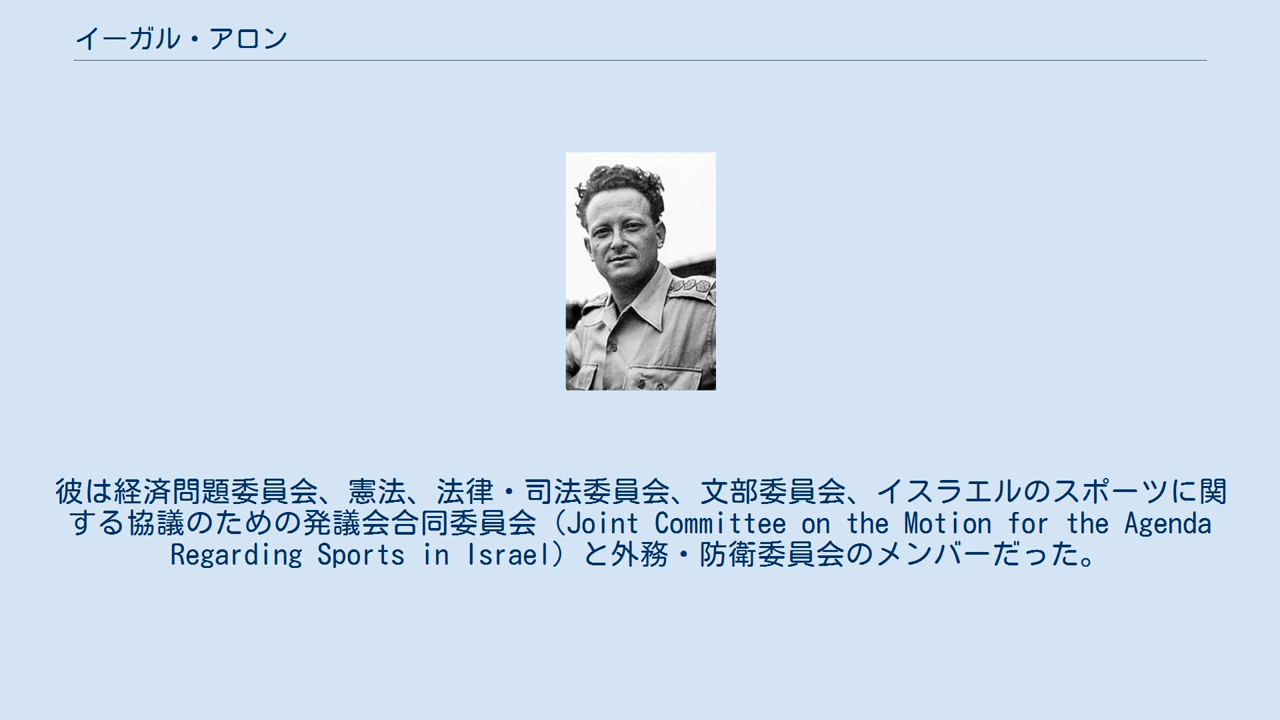 イーガル・アロン
彼は経済問題委員会、憲法、法律・司法委員会、文部委員会、イスラエルのスポーツに関
する協議のための発議会合同委員会（Joint Committee on the Motion for the Agenda
Regarding Sports in Israel）と外務・防衛委員会のメンバーだった。